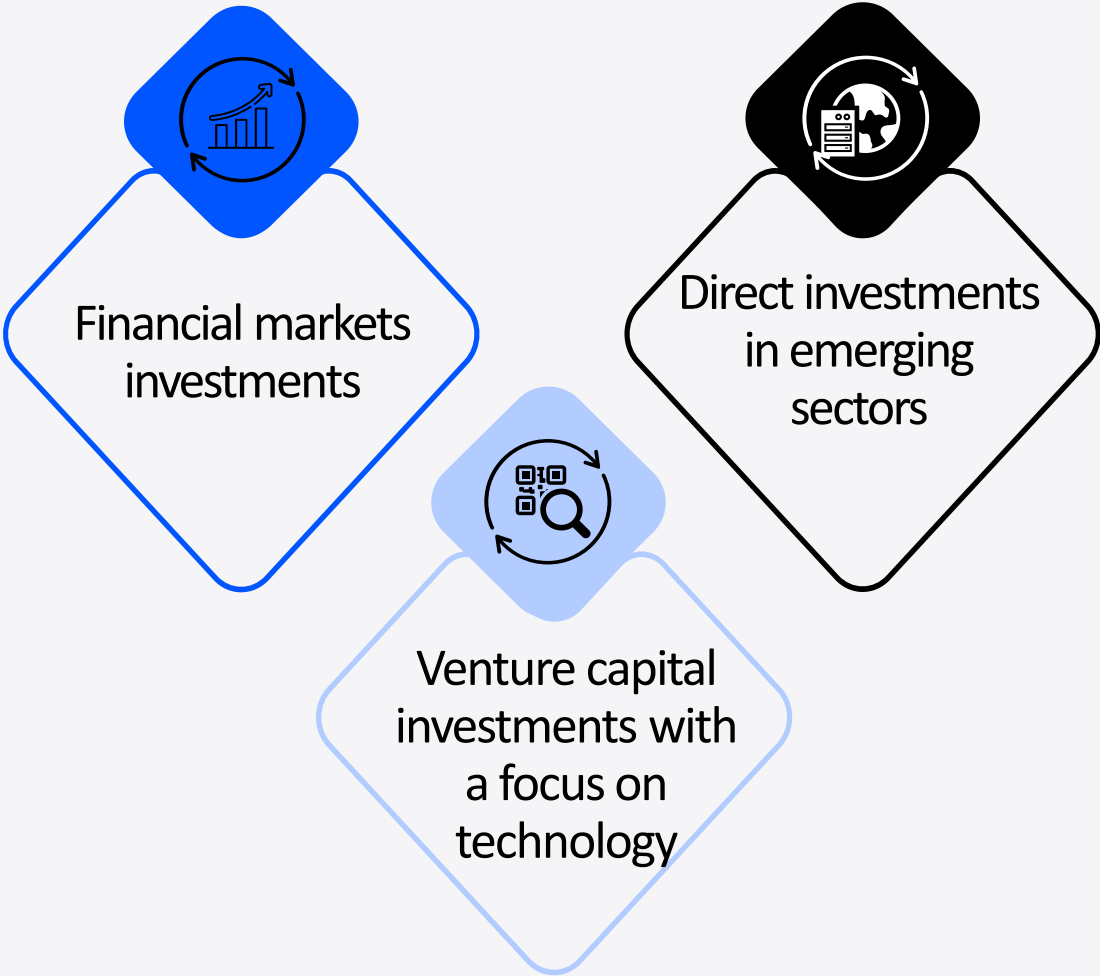 Financial markets
investments
Direct investments
in emerging
sectors
Venture capital
investments with
a focus on
technology